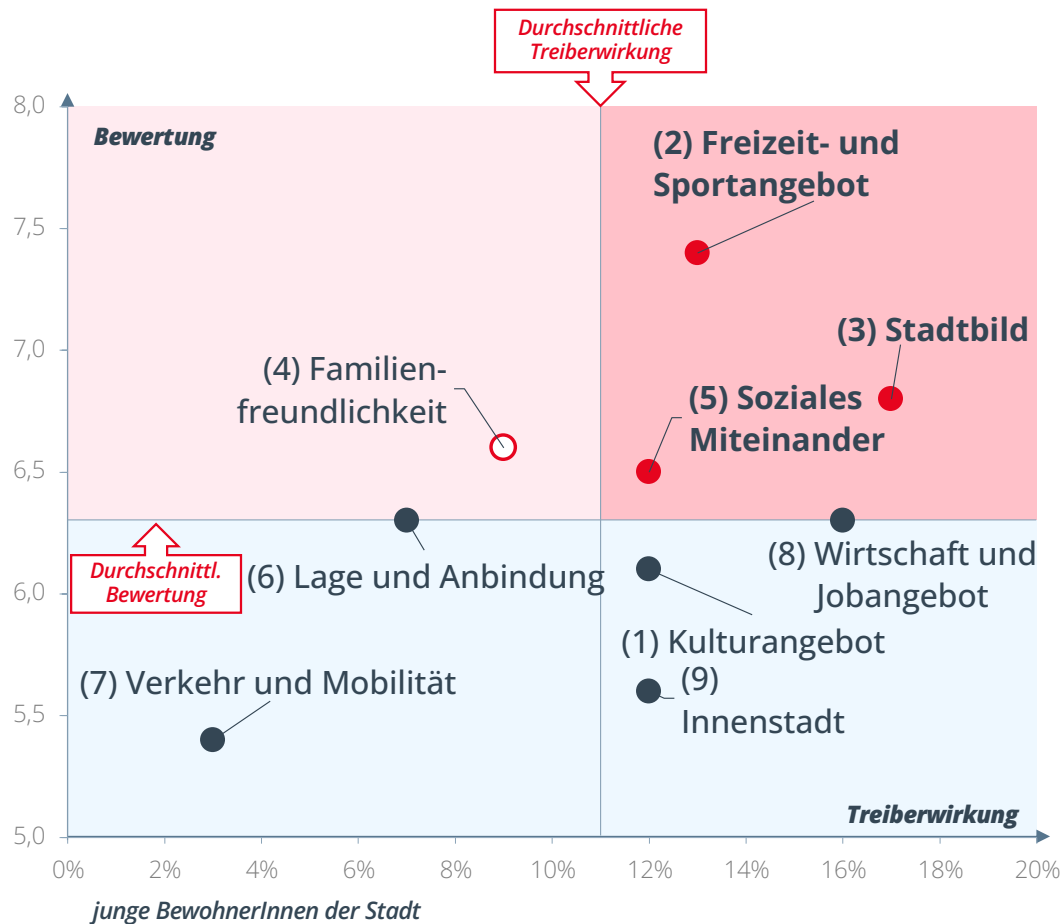 Durchschnittliche
Treiberwirkung
8,0
Bewertung
(2) Freizeit- und
Sportangebot
7,5
7,0
(3) Stadtbild
(4) Familien-
freundlichkeit
(5) Soziales
Miteinander
6,5
Durchschnittl.
Bewertung
(6) Lage und Anbindung
(8) Wirtschaft und
Jobangebot
6,0
(1) Kulturangebot
(7) Verkehr und Mobilität
(9)
Innenstadt
5,5
Treiberwirkung
5,0
0% 2% 4% 6% 8% 10% 12% 14% 16% 18% 20%
junge BewohnerInnen der Stadt